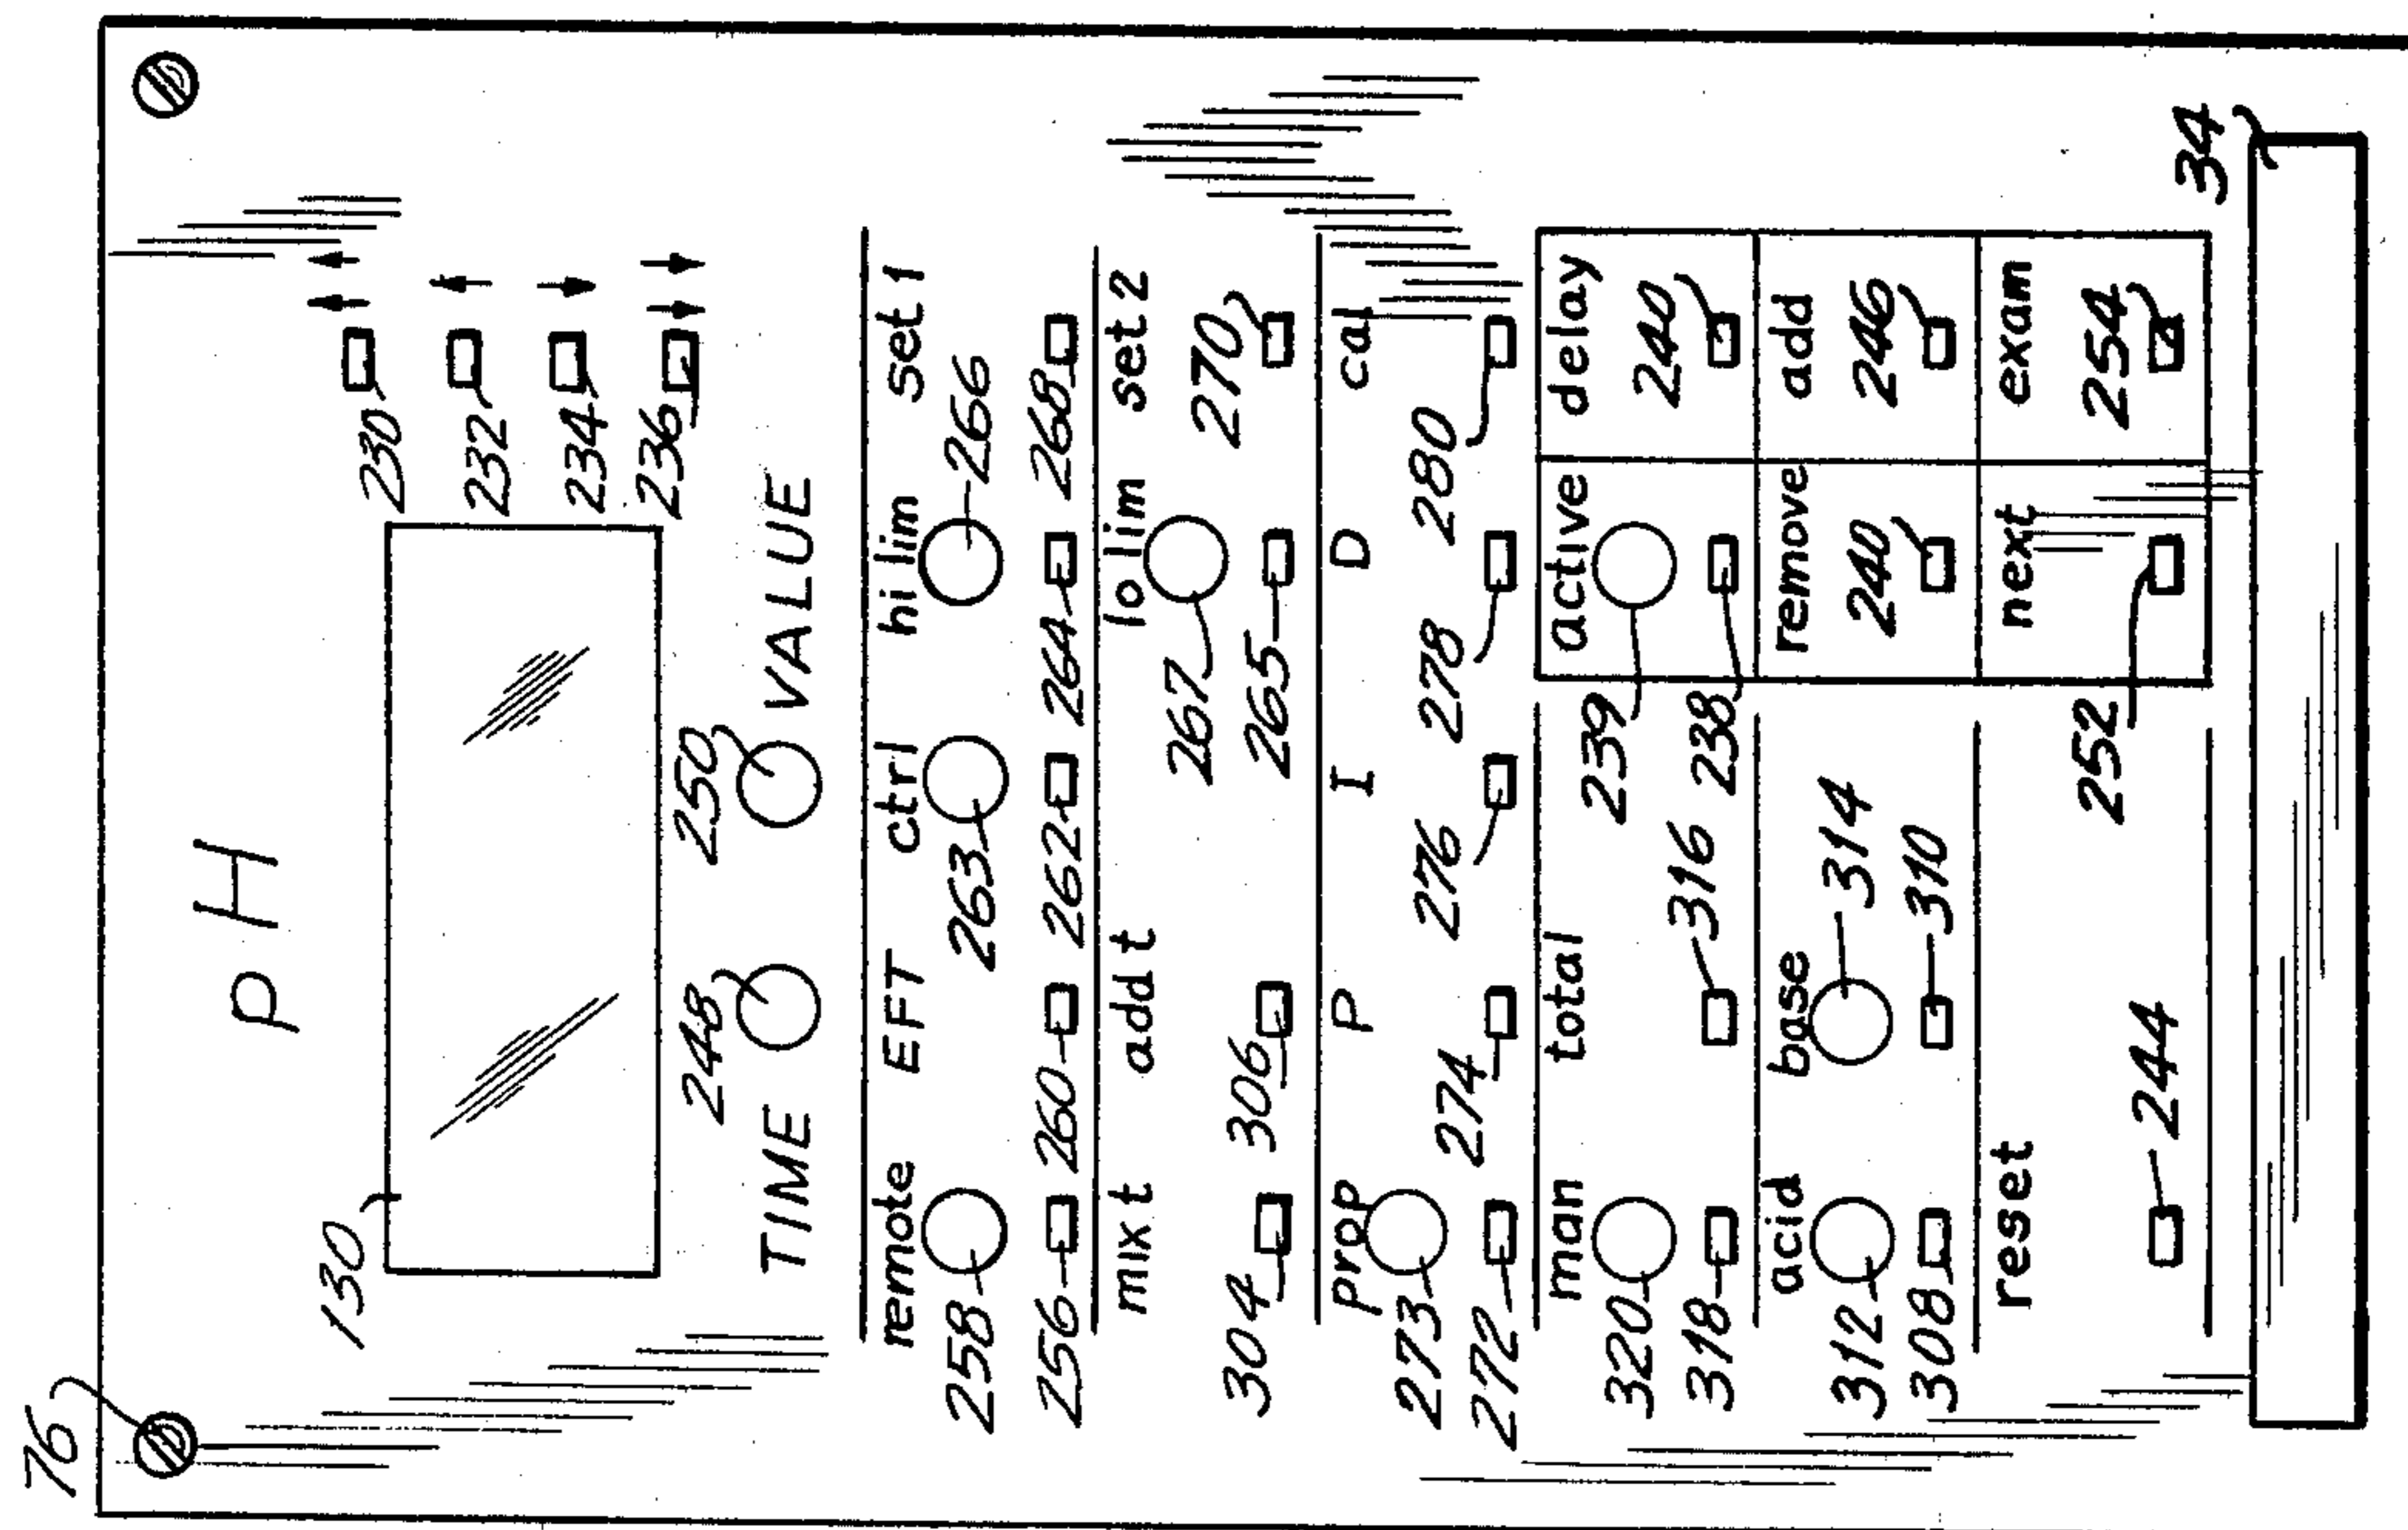 76
pH
130
230
232
234
236
248
250
TIME
VALUE
remote EFT ctrl hi lim set 1
258 263 266
256 260 262 264 268
mixt addt lo lim set 2
267 270
304 306 265
prop P I D cal
273
272 274 276 278 280
man total active delay
320 239 240
318 316 238
acid base remove add
312 314 240 246
308 310
reset next exam
244 252 254
34